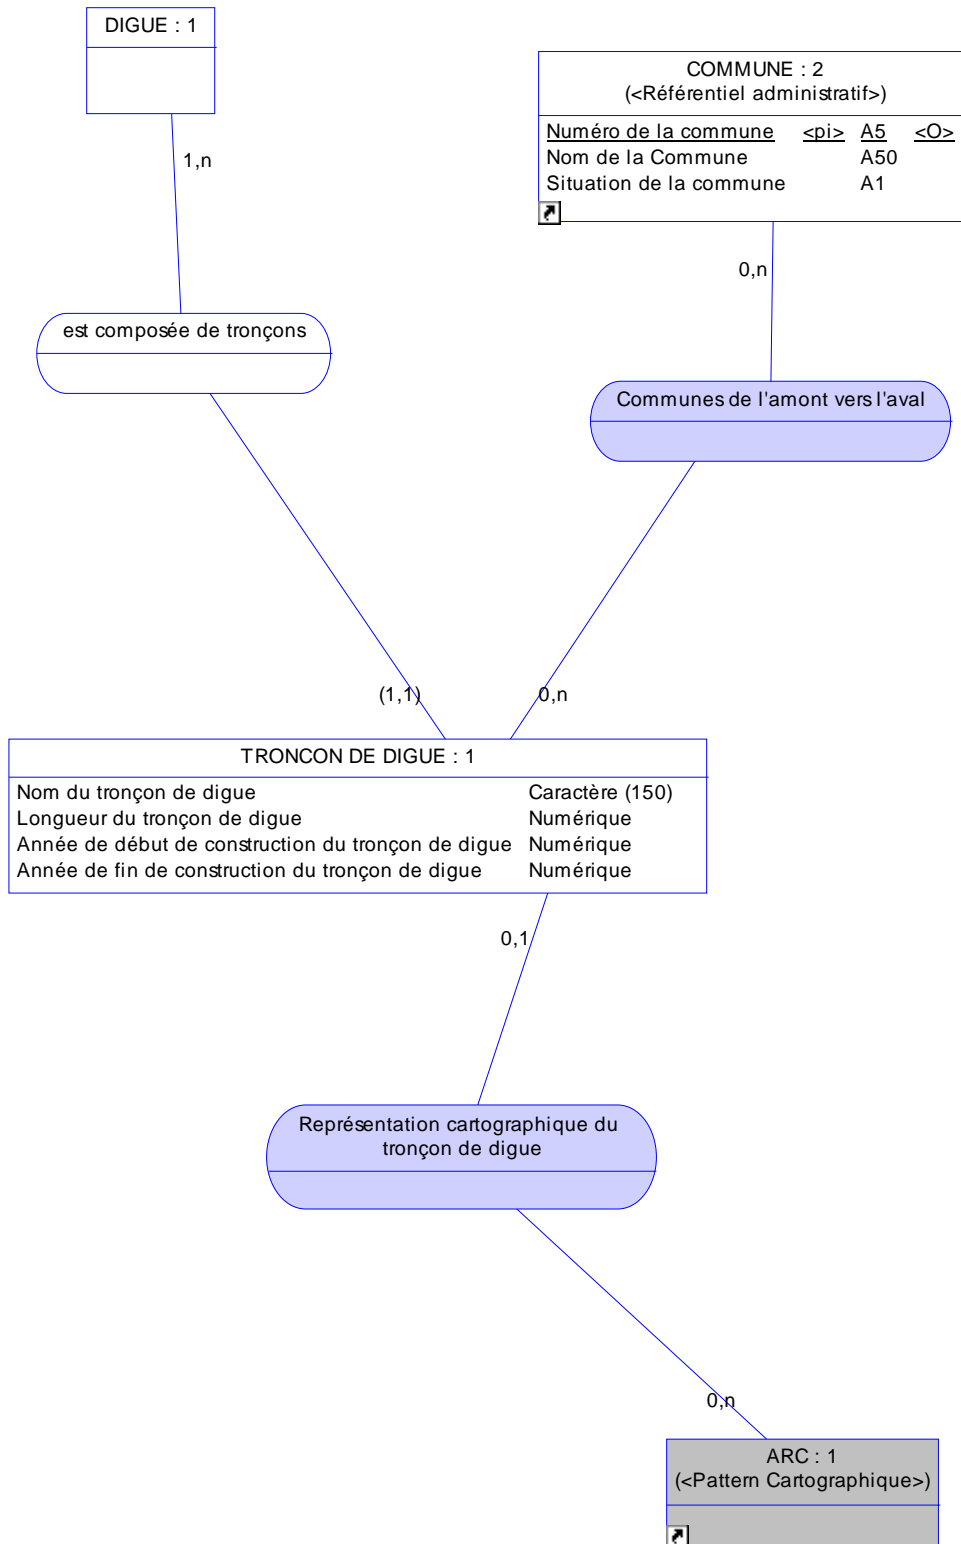 DIGUE : 1
1,n
COMMUNE : 2
(<Référentiel administratif>)
Numéro de la commune <pi> A5 <O>
Nom de la Commune A50
Situation de la commune A1
0,n
est composée de tronçons
Communes de l'amont vers l'aval
(1,1)
0,n
TRONCON DE DIGUE : 1
Nom du tronçon de digue Caractère (150)
Longueur du tronçon de digue Numérique
Année de début de construction du tronçon de digue Numérique
Année de fin de construction du tronçon de digue Numérique
0,1
Représentation cartographique du
tronçon de digue
0,n
ARC : 1
(<Pattern Cartographique>)